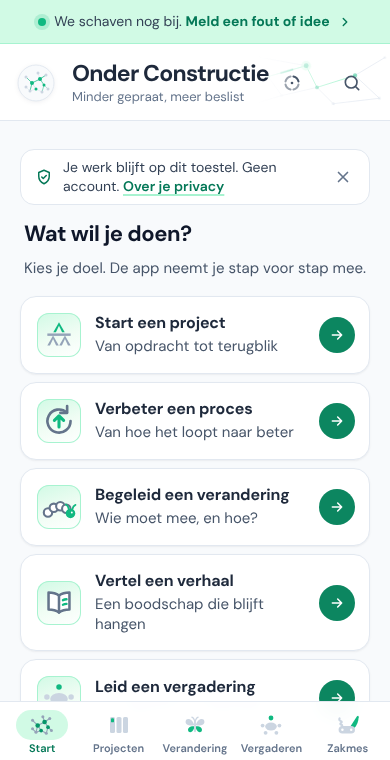 We schaven nog bij. Meld een fout of idee
Onder Constructie
Minder gepraat, meer beslist
Je werk blijft op dit toestel. Geen
account. Over je privacy
Wat wil je doen?
Kies je doel. De app neemt je stap voor stap mee.
Start een project
Van opdracht tot terugblik
Verbeter een proces
Van hoe het loopt naar beter
Begeleid een verandering
Wie moet mee, en hoe?
Vertel een verhaal
Een boodschap die blijft
hangen
Leid een vergadering
Start
Projecten
Verandering
Vergaderen
Zakmes